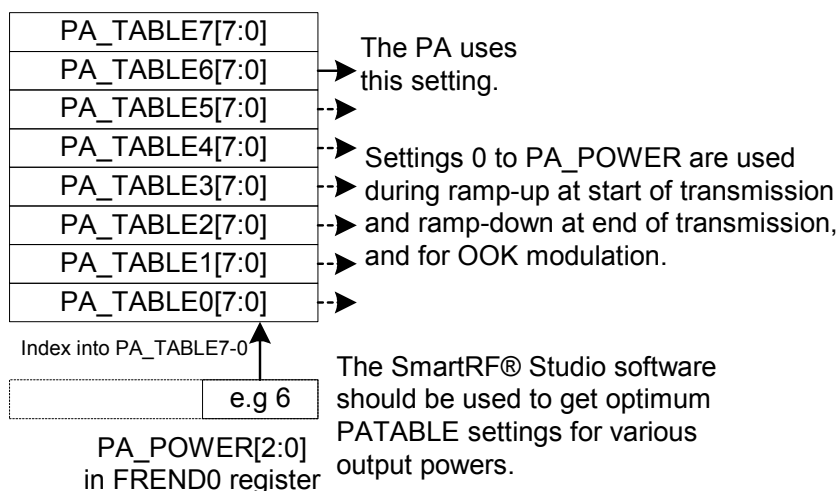 PA_TABLE7[7:0]
PA_TABLE6[7:0]
PA_TABLE5[7:0]
PA_TABLE4[7:0]
PA_TABLE3[7:0]
PA_TABLE2[7:0]
PA_TABLE1[7:0]
PA_TABLE0[7:0]
The PA uses
this setting.
Settings 0 to PA_POWER are used
during ramp-up at start of transmission
and ramp-down at end of transmission,
and for OOK modulation.
Index into PA_TABLE7-0
e.g 6
PA_POWER[2:0]
in FREND0 register
The SmartRF® Studio software
should be used to get optimum
PATABLE settings for various
output powers.